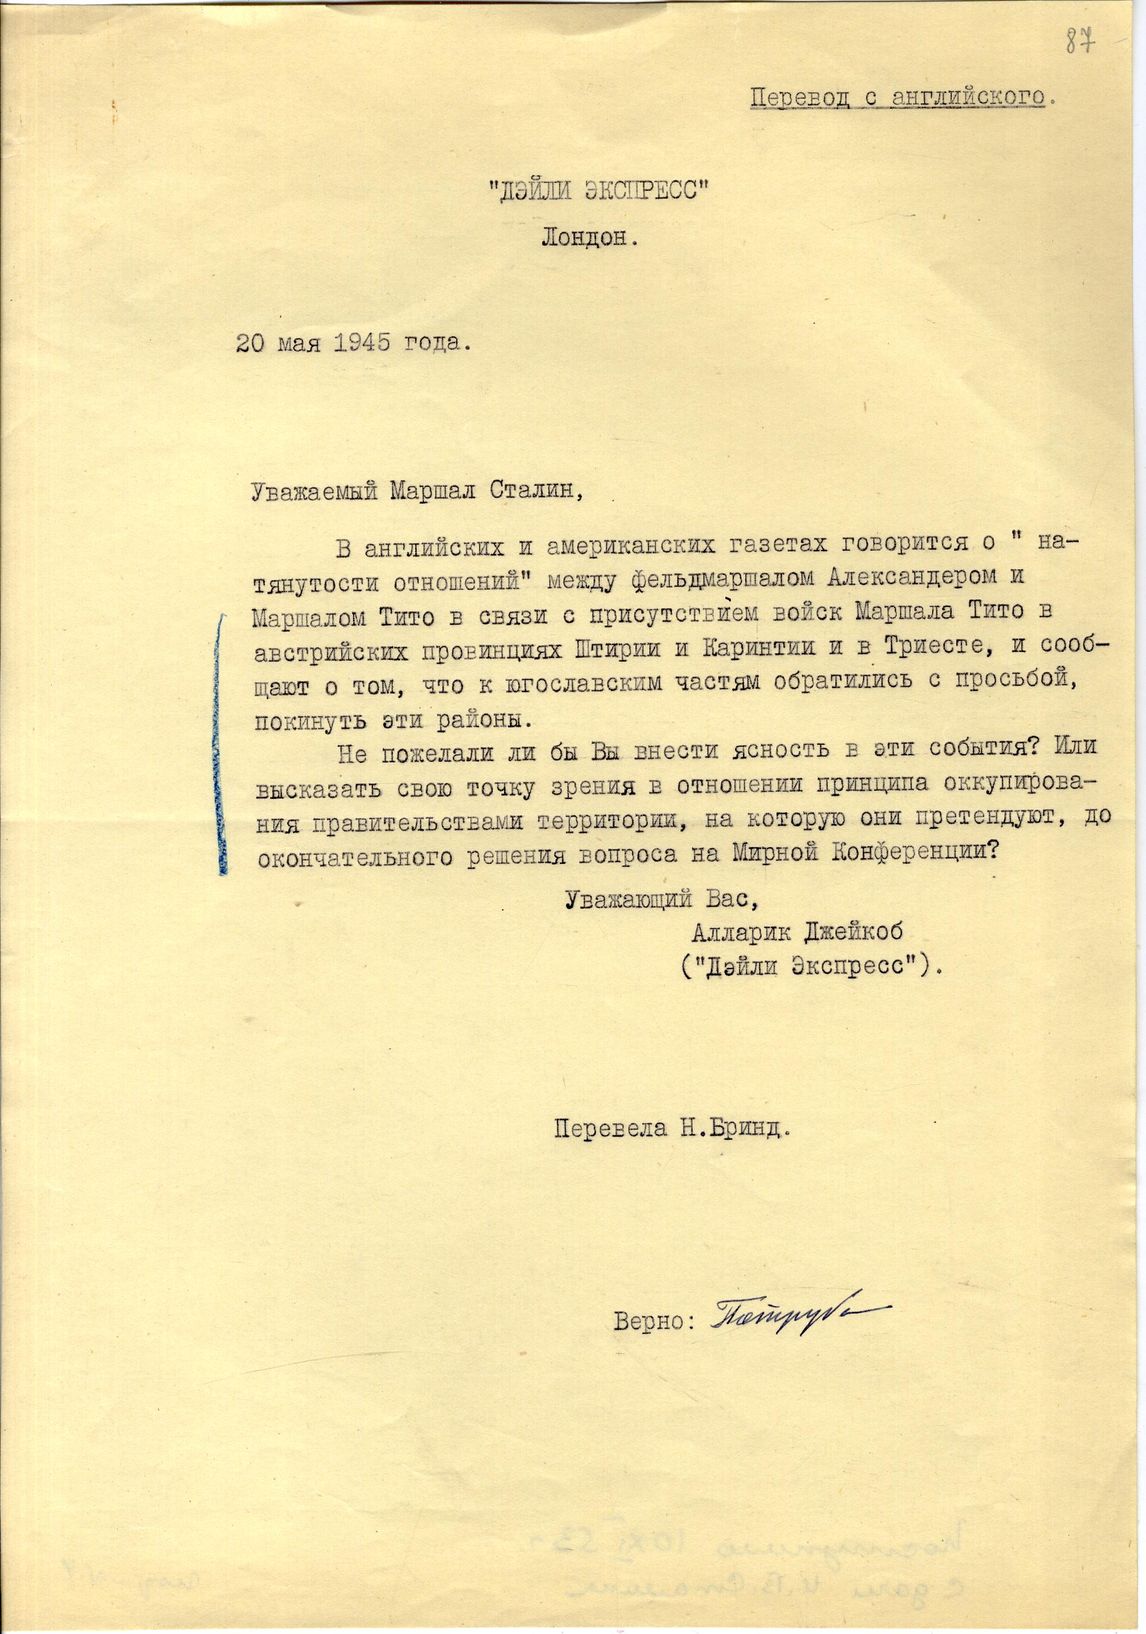 87
Перевод с английского.
"ДЭЙЛИ ЭКСПРЕСС"
Лондон.
20 мая 1945 года.
Уважаемый Маршал Сталин,
В английских и американских газетах говорится о " на-
тянутости отношений" между фельдмаршалом Александером и
Маршалом Тито в связи с присутствием войск Маршала Тито в
австрийских провинциях Штирии и Каринтии и в Триесте, и сооб-
щают о том, что к югославским частям обратились с просьбой,
покинуть эти районы.
Не пожелали ли бы Вы внести ясность в эти события? Или
высказать свою точку зрения в отношении принципа оккупирова-
ния правительствами территории, на которую они претендуют, до
окончательного решения вопроса на Мирной Конференции?
Уважающий Вас,
Алларик Джейкоб
("Дэйли Экспресс").
Перевела Н.Бринд.
Верно: